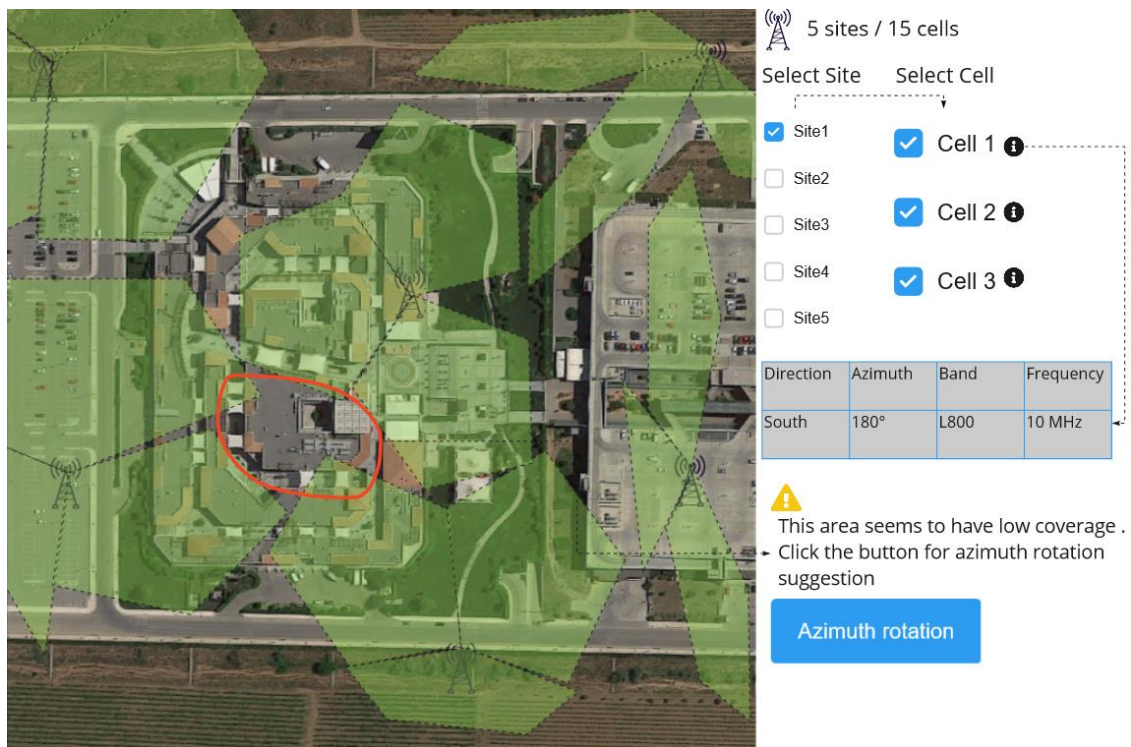 5 sites / 15 cells
Select Site Select Cell
Site1
Cell 1
Site2
Cell 2
Site3
Site4
Cell 3
Site5
Direction Azimuth Band Frequency
South 180° L800 10 MHz
This area seems to have low coverage .
Click the button for azimuth rotation
suggestion
Azimuth rotation